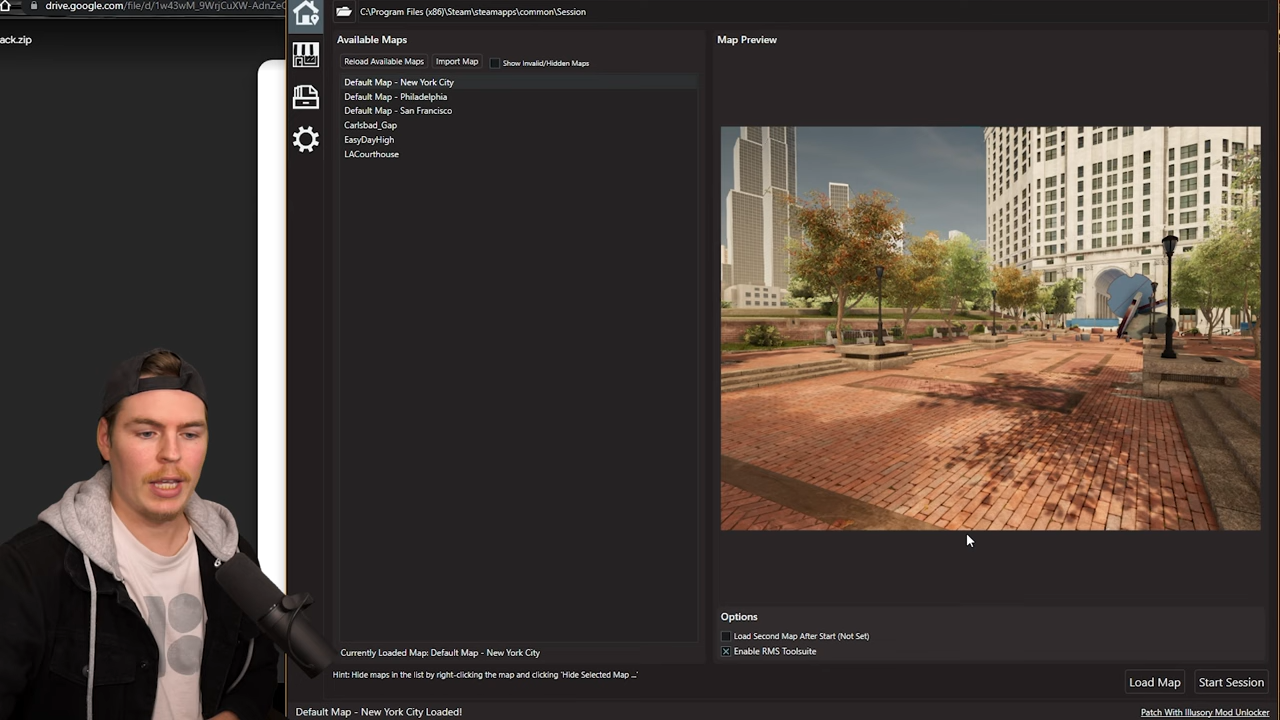 drive.google.com/file/d/1w43wM_9WrjCuXW-AdnZeC
ack.zip
C:\Program Files (x86)\Steam\steamapps\common\Session
Available Maps
Reload Available Maps
Import Map
Show Invalid/Hidden Maps
Default Map - New York City
Default Map - Philadelphia
Default Map - San Francisco
Carlsbad_Gap
EasyDayHigh
LACourthouse
Currently Loaded Map: Default Map - New York City
Hint: Hide maps in the list by right-clicking the map and clicking 'Hide Selected Map ...'
Default Map - New York City Loaded!
Map Preview
Options
Load Second Map After Start (Not Set)
Enable RMS Toolsuite
Load Map
Start Session
Patch With Illusory Mod Unlocker